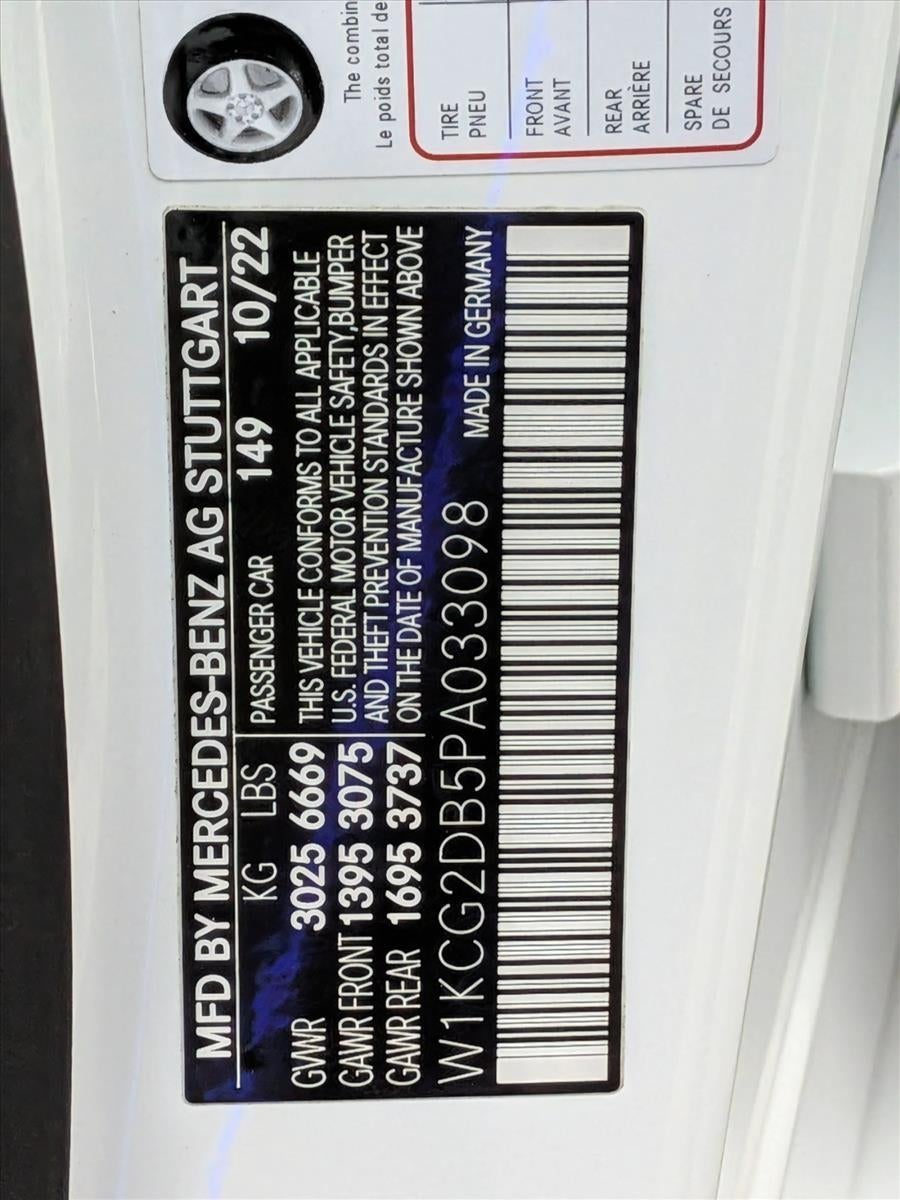 The combin
Le poids total de
TIRE
PNEU
FRONT
AVANT
REAR
ARRIÈRE
SPARE
DE SECOURS
MFD BY MERCEDES-BENZ AG STUTTGART
KG LBS PASSENGER CAR 149 10/22
GVWR 3025 6669
GAWR FRONT 1395 3075
GAWR REAR 1695 3737
THIS VEHICLE CONFORMS TO ALL APPLICABLE
U.S. FEDERAL MOTOR VEHICLE SAFETY,BUMPER
AND THEFT PREVENTION STANDARDS IN EFFECT
ON THE DATE OF MANUFACTURE SHOWN ABOVE
W1KCG2DB5PA033098 MADE IN GERMANY